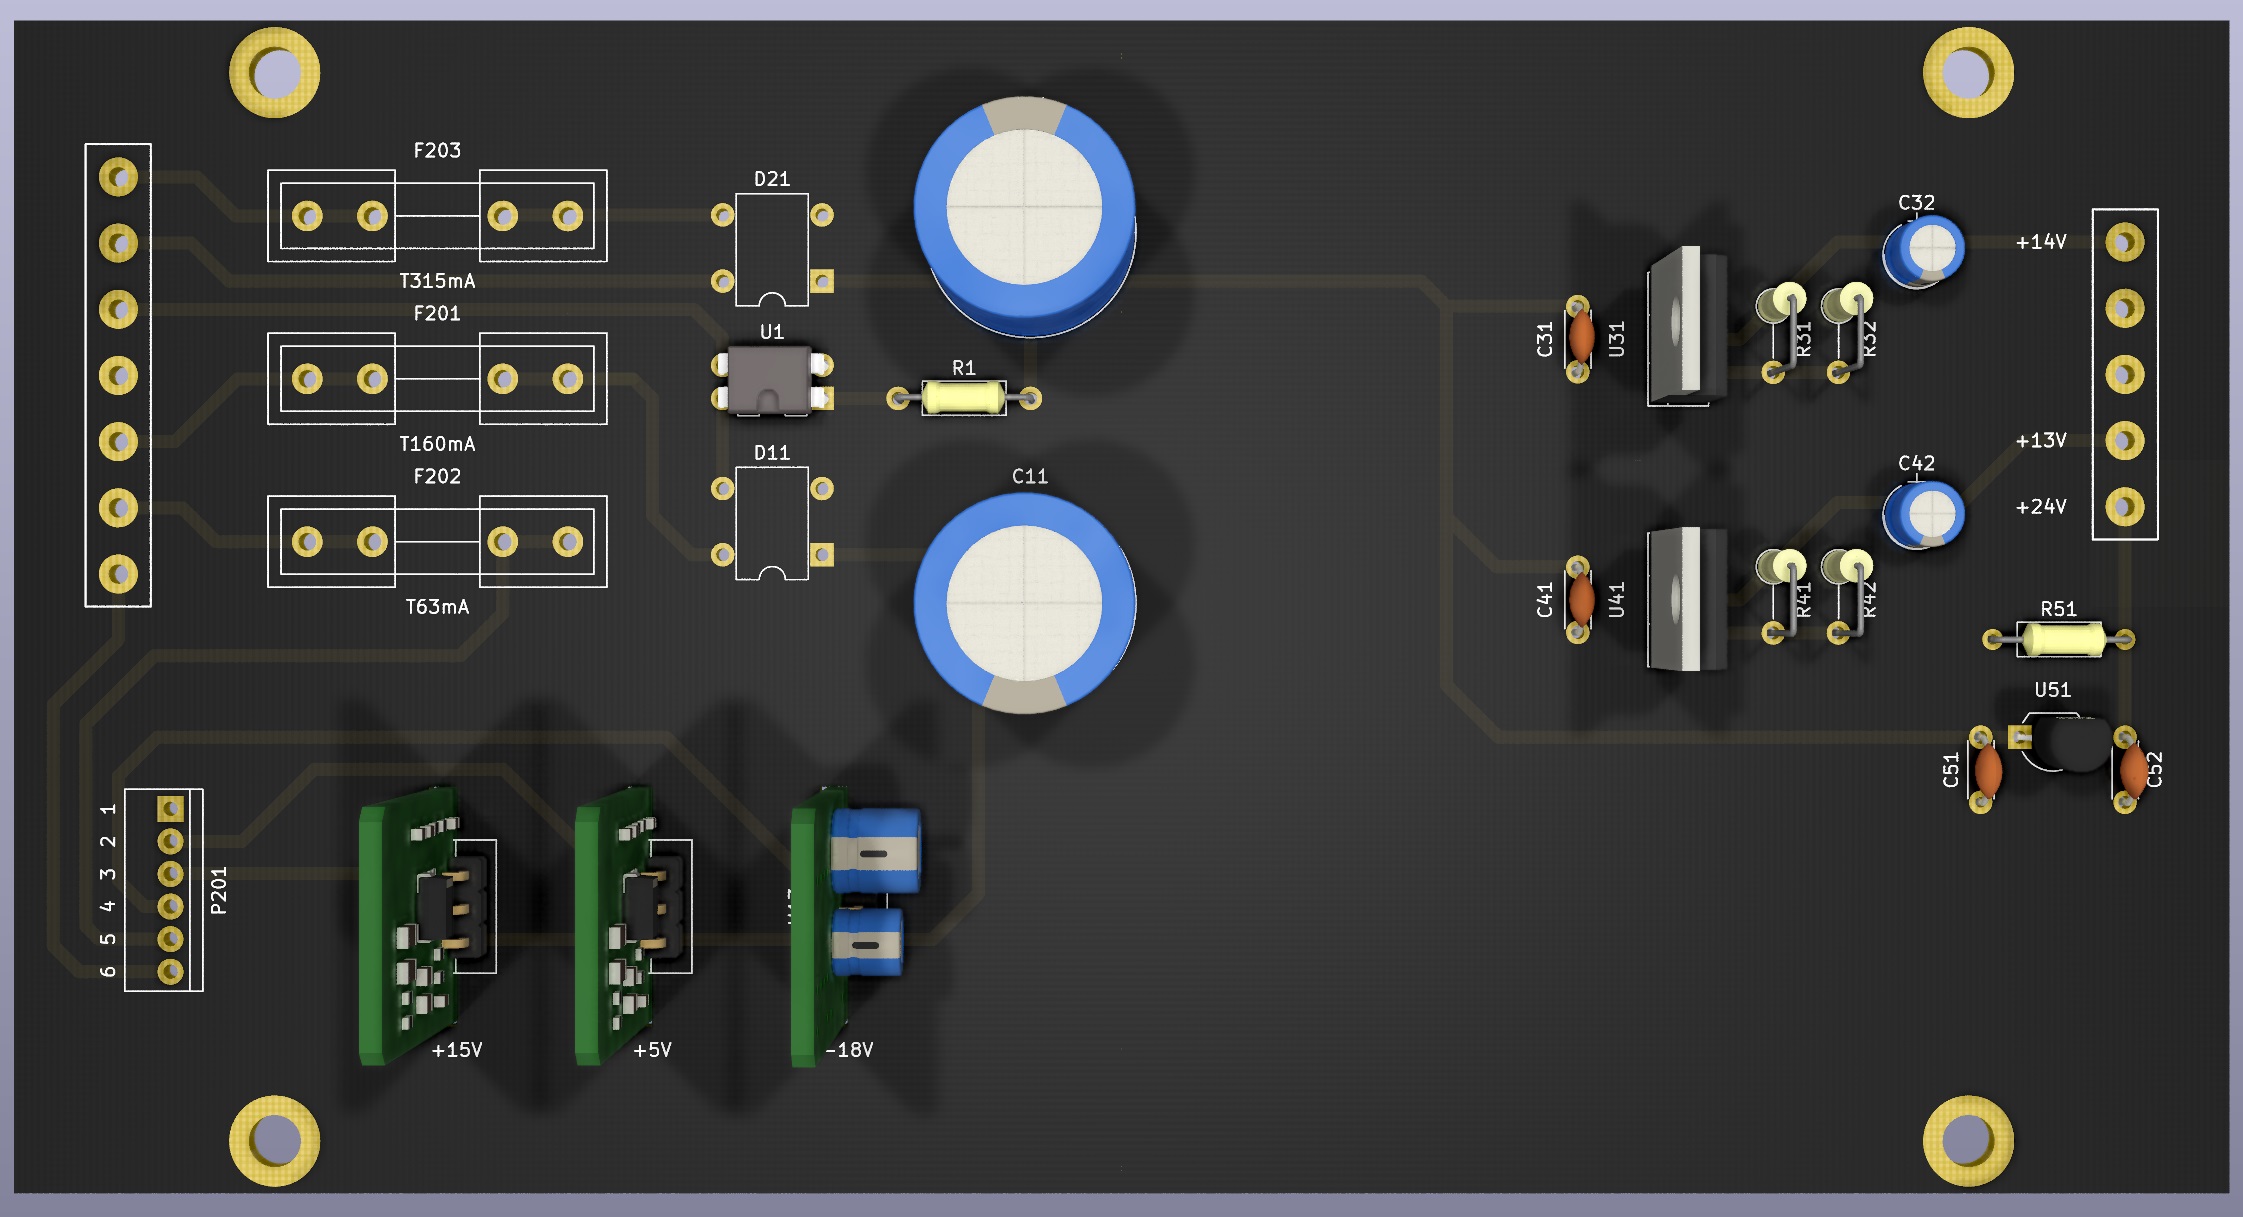 F203
T315mA
F201
T160mA
F202
T63mA
D21
U1
R1
D11
C11
C31
U31
R31
R32
C32
+14V
+13V
+24V
C42
C41
U41
R41
R42
R51
U51
C51
C52
1
2
3
4
5
6
P201
+15V
+5V
-18V